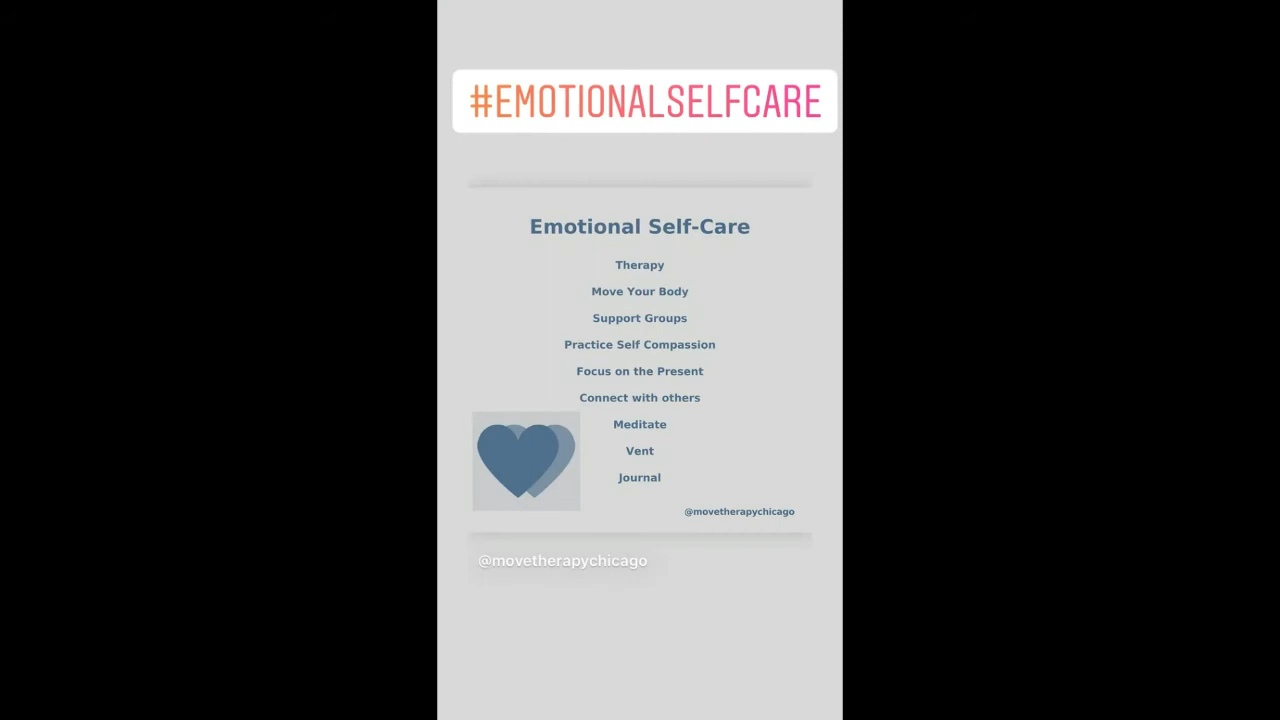 #EMOTIONALSELFCARE
Emotional Self-Care
Therapy
Move Your Body
Support Groups
Practice Self Compassion
Focus on the Present
Connect with others
Meditate
Vent
Journal
@movetherapychicago
@movetherapychicago